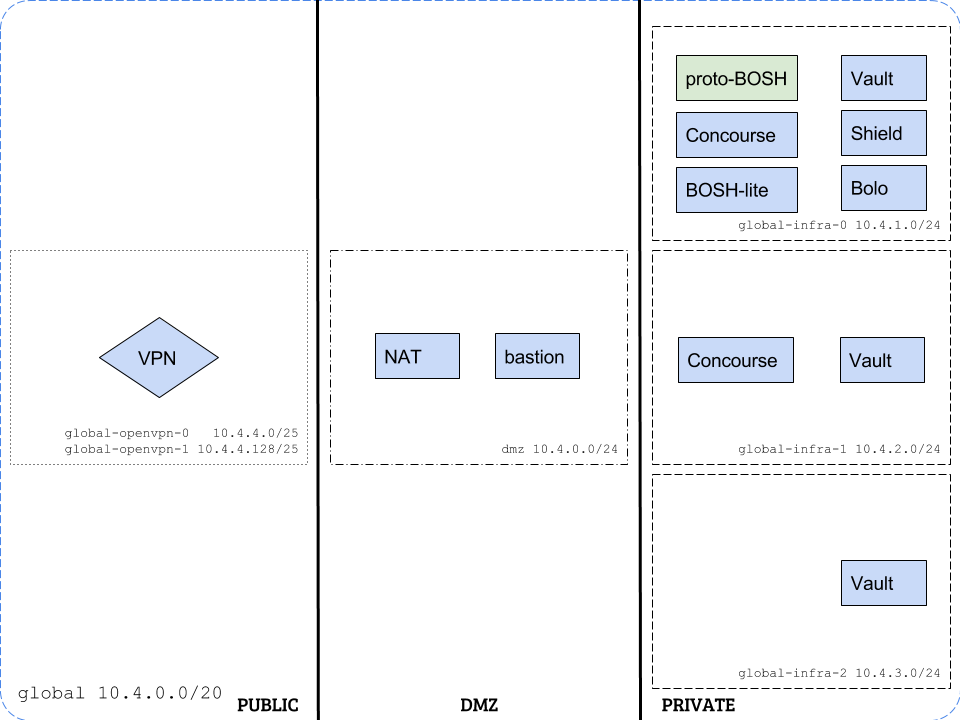 proto-BOSH
Vault
Concourse
Shield
BOSH-lite
Bolo
global-infra-0 10.4.1.0/24
VPN
global-openvpn-0 10.4.4.0/25
global-openvpn-1 10.4.4.128/25
NAT
bastion
dmz 10.4.0.0/24
Concourse
Vault
global-infra-1 10.4.2.0/24
Vault
global-infra-2 10.4.3.0/24
global 10.4.0.0/20
PUBLIC
DMZ
PRIVATE